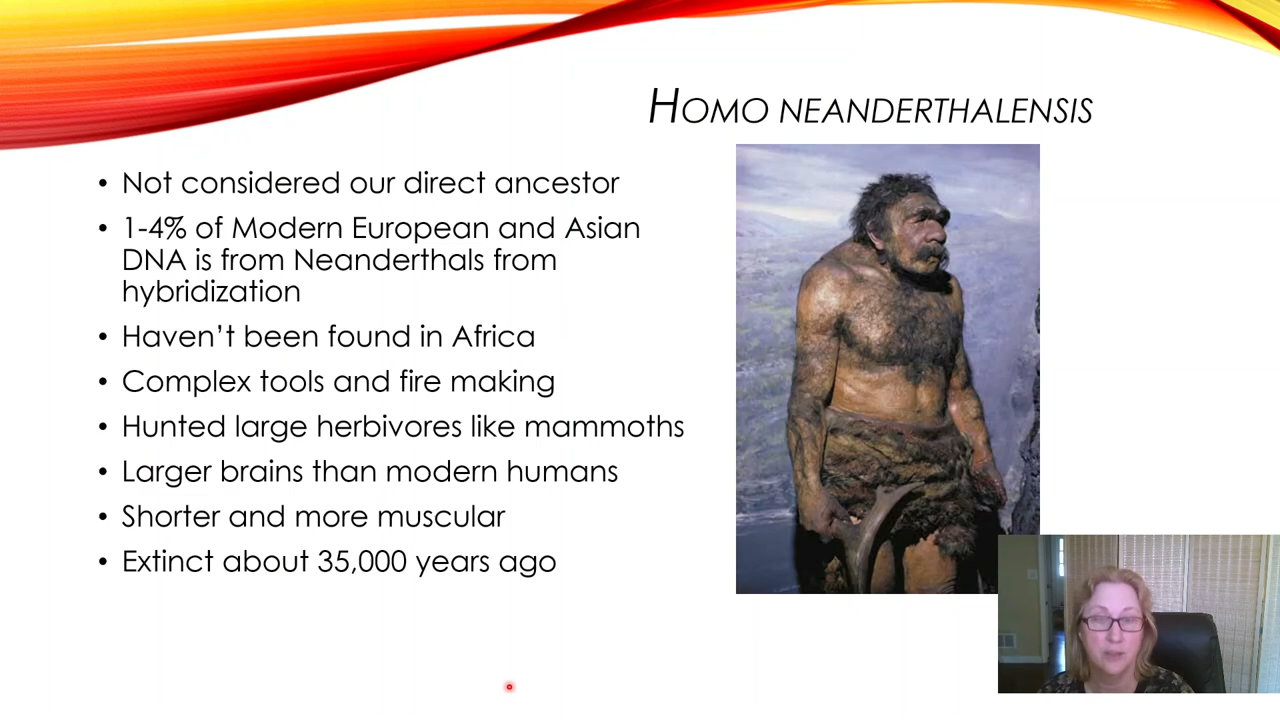 HOMO NEANDERTHALENSIS
• Not considered our direct ancestor
• 1-4% of Modern European and Asian
DNA is from Neanderthals from
hybridization
• Haven’t been found in Africa
• Complex tools and fire making
• Hunted large herbivores like mammoths
• Larger brains than modern humans
• Shorter and more muscular
• Extinct about 35,000 years ago